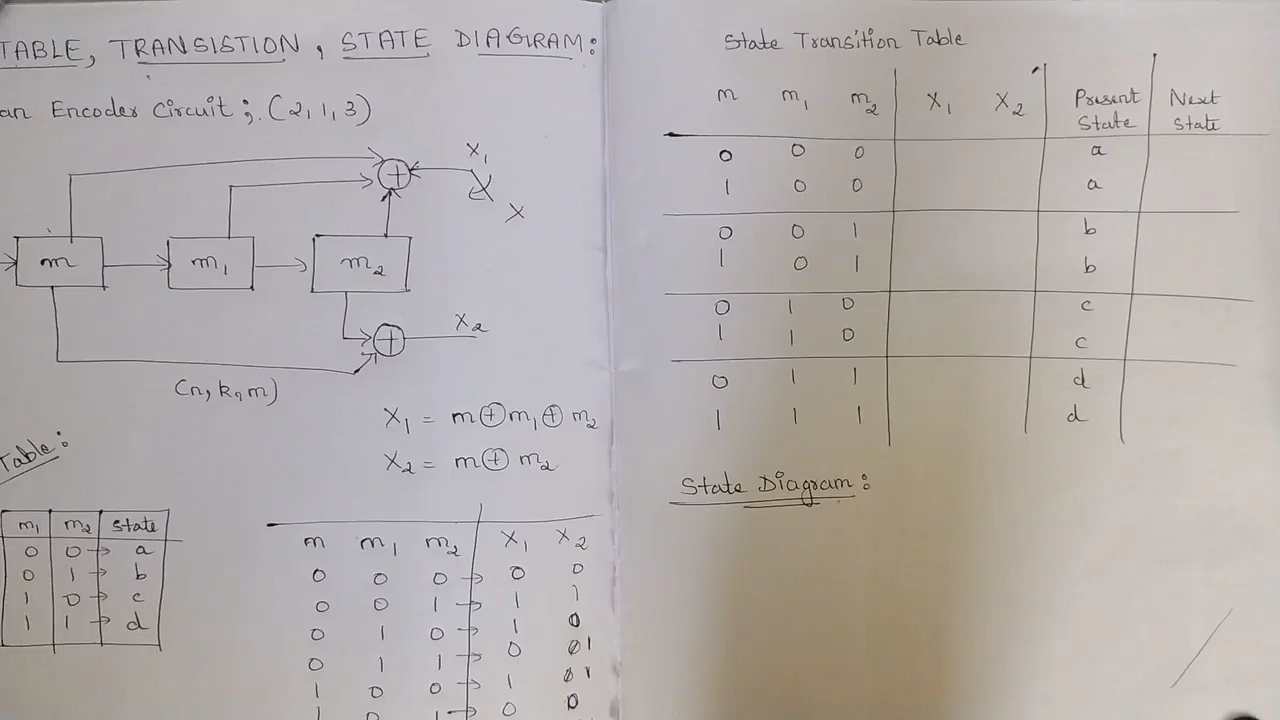 TABLE, TRANSISTION, STATE DIAGRAM:
an Encoder Circuit; (2,1,3)
X1
X
m
m1
m2
X2
(n, k, m)
X1 = m⊕m1⊕m2
X2 = m⊕m2
Table:
m1 m2 State
0 0 → a
0 1 → b
1 0 → c
1 1 → d
m m1 m2 X1 X2
0 0 0 → 0 0
0 0 1 → 1 1
0 1 0 → 1 0
0 1 1 → 0 1
1 0 0 → 1 1
1 0 1 → 0 0
State Transition Table
m m1 m2 X1 X2 Present State Next State
0 0 0 a
1 0 0 a
0 0 1 b
1 0 1 b
0 1 0 c
1 1 0 c
0 1 1 d
1 1 1 d
State Diagram: